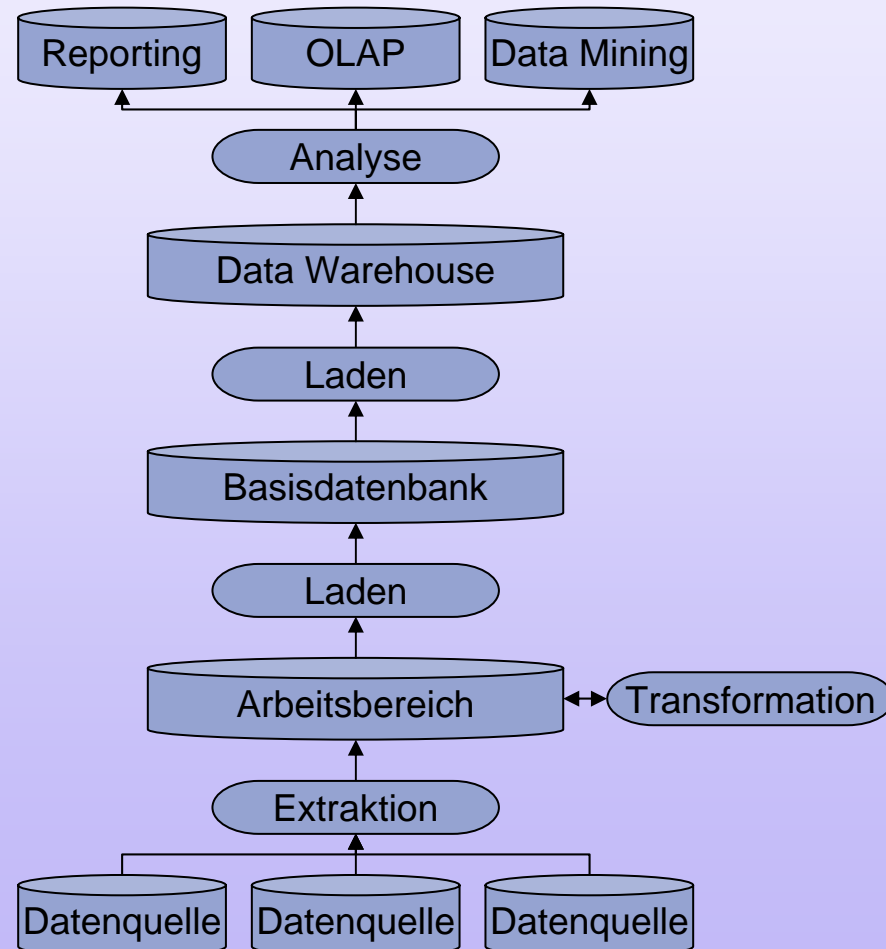 Reporting
OLAP
Data Mining
Analyse
Data Warehouse
Laden
Basisdatenbank
Laden
Arbeitsbereich
Transformation
Extraktion
Datenquelle
Datenquelle
Datenquelle